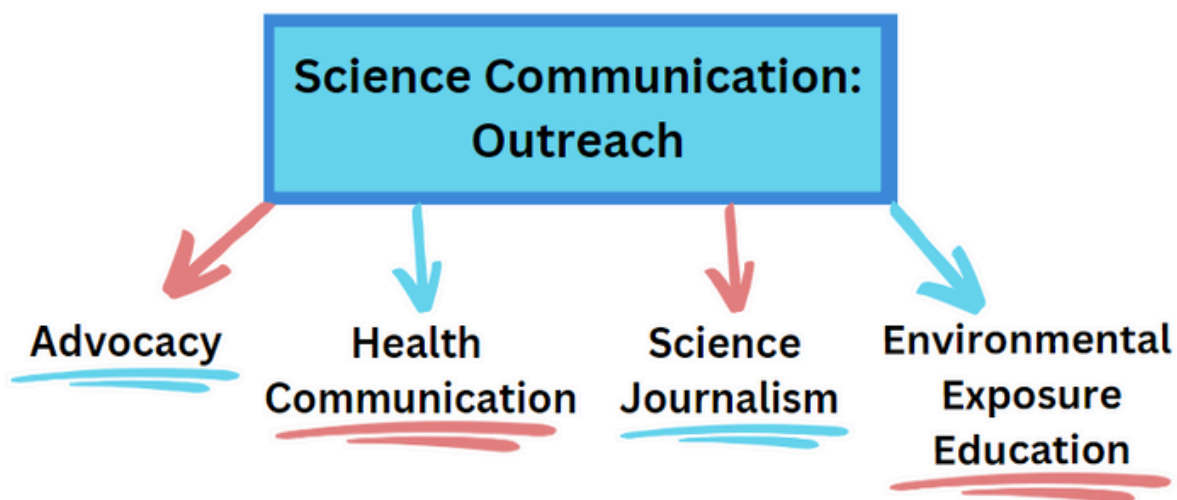 Science Communication:
Outreach
Advocacy
Health
Communication
Science
Journalism
Environmental
Exposure
Education